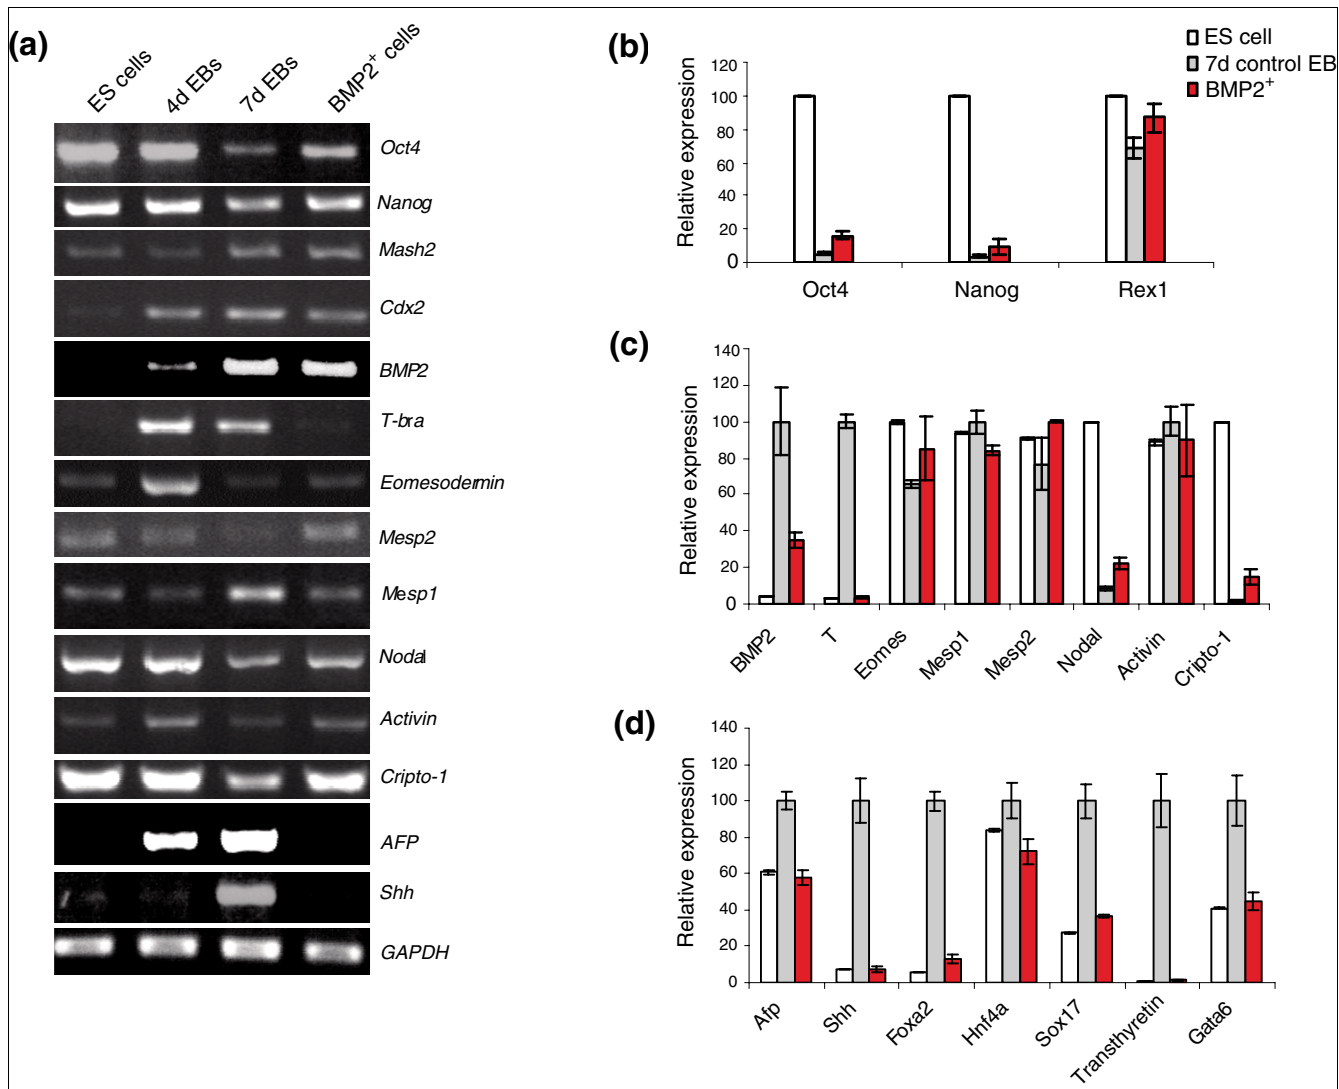 (a)
ES cells
4d EBs
7d EBs
BMP2+ cells
Oct4
Nanog
Mash2
Cdx2
BMP2
T-bra
Eomesodermin
Mesp2
Mesp1
Nodal
Activin
Cripto-1
AFP
Shh
GAPDH
(b)
ES cell
7d control EB
BMP2+
Relative expression
120
100
80
60
40
20
0
Oct4
Nanog
Rex1
(c)
Relative expression
140
120
100
80
60
40
20
0
BMP2
T
Eomes
Mesp1
Mesp2
Nodal
Activin
Cripto-1
(d)
Relative expression
140
120
100
80
60
40
20
0
Afp
Shh
Foxa2
Hnf4a
Sox17
Transthyretin
Gata6